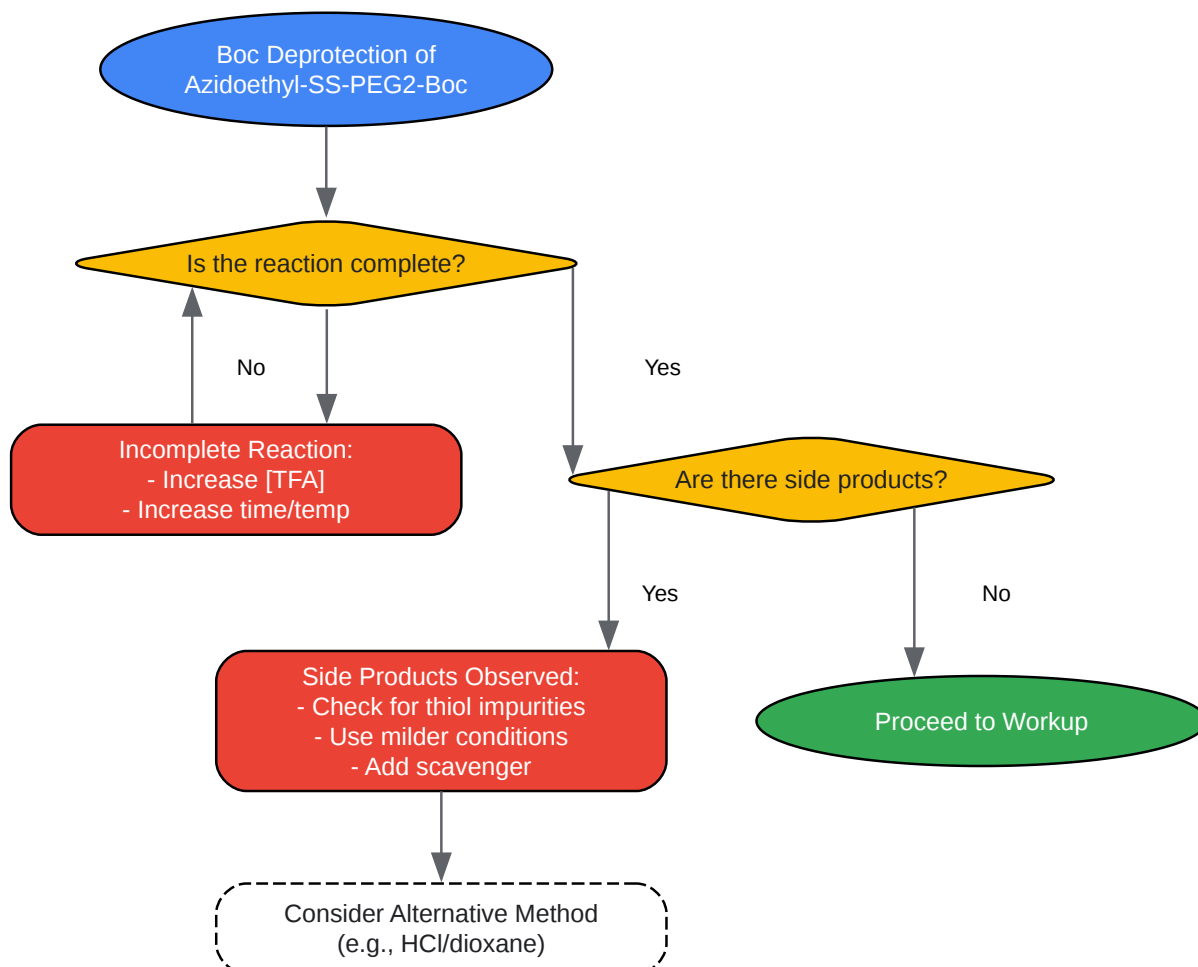 Boc Deprotection of
Azidoethyl-SS-PEG2-Boc
Is the reaction complete?
No
Yes
Incomplete Reaction:
- Increase [TFA]
- Increase time/temp
Are there side products?
Yes
No
Side Products Observed:
- Check for thiol impurities
- Use milder conditions
- Add scavenger
Proceed to Workup
Consider Alternative Method
(e.g., HCl/dioxane)